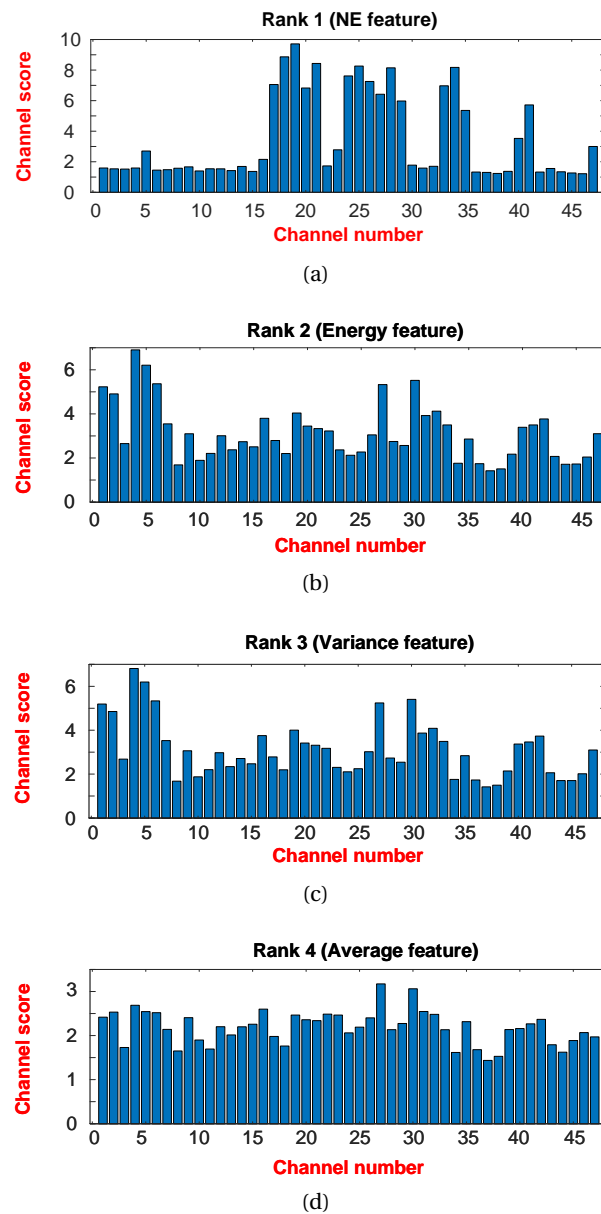 Rank 1 (NE feature)
Channel score
10
8
6
4
2
0
0 5 10 15 20 25 30 35 40 45
Channel number
(a)
Rank 2 (Energy feature)
Channel score
6
4
2
0
0 5 10 15 20 25 30 35 40 45
Channel number
(b)
Rank 3 (Variance feature)
Channel score
6
4
2
0
0 5 10 15 20 25 30 35 40 45
Channel number
(c)
Rank 4 (Average feature)
Channel score
3
2
1
0
0 5 10 15 20 25 30 35 40 45
Channel number
(d)